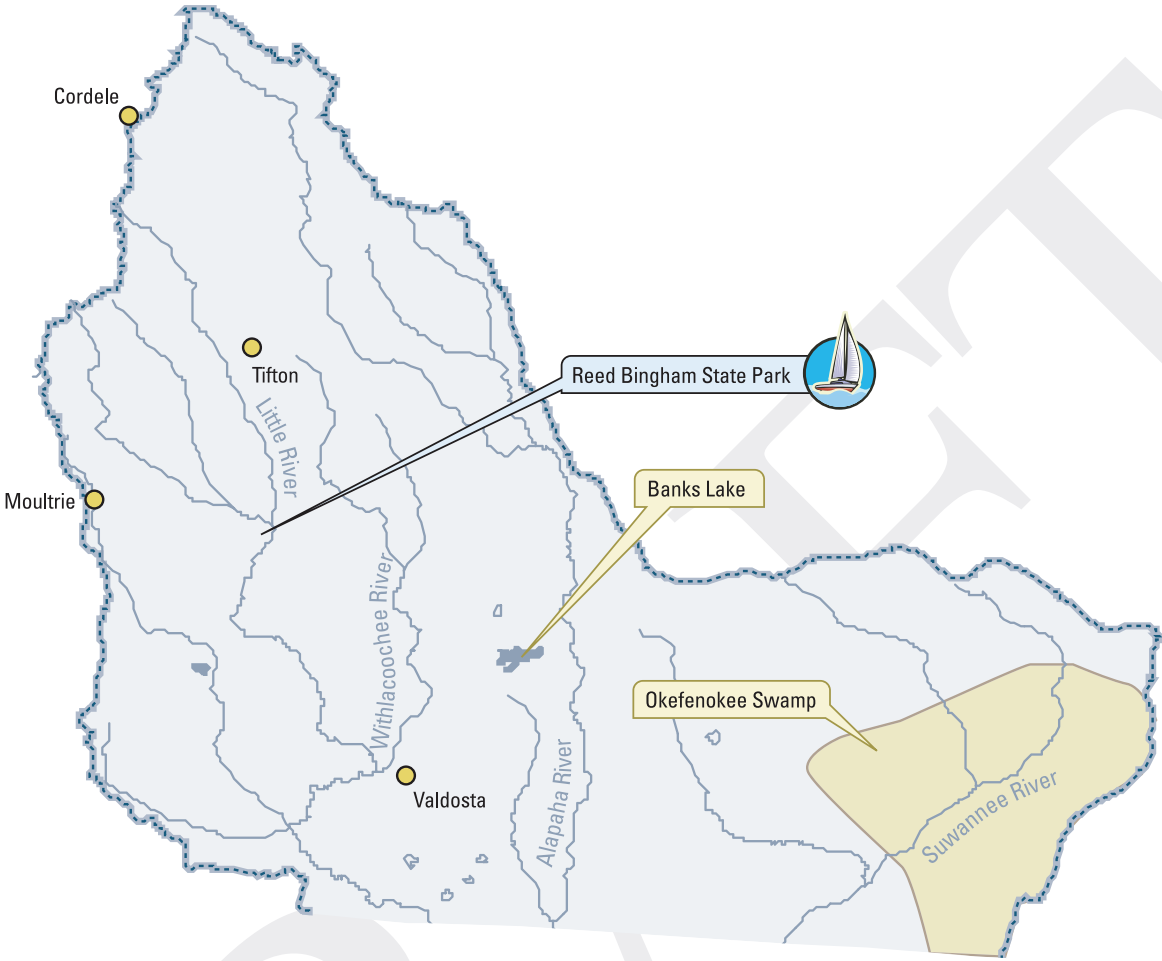 Cordele
Tifton
Reed Bingham State Park
Little River
Banks Lake
Moultrie
Withlacoochee River
Okefenokee Swamp
Valdosta
Alapaha River
Suwannee River